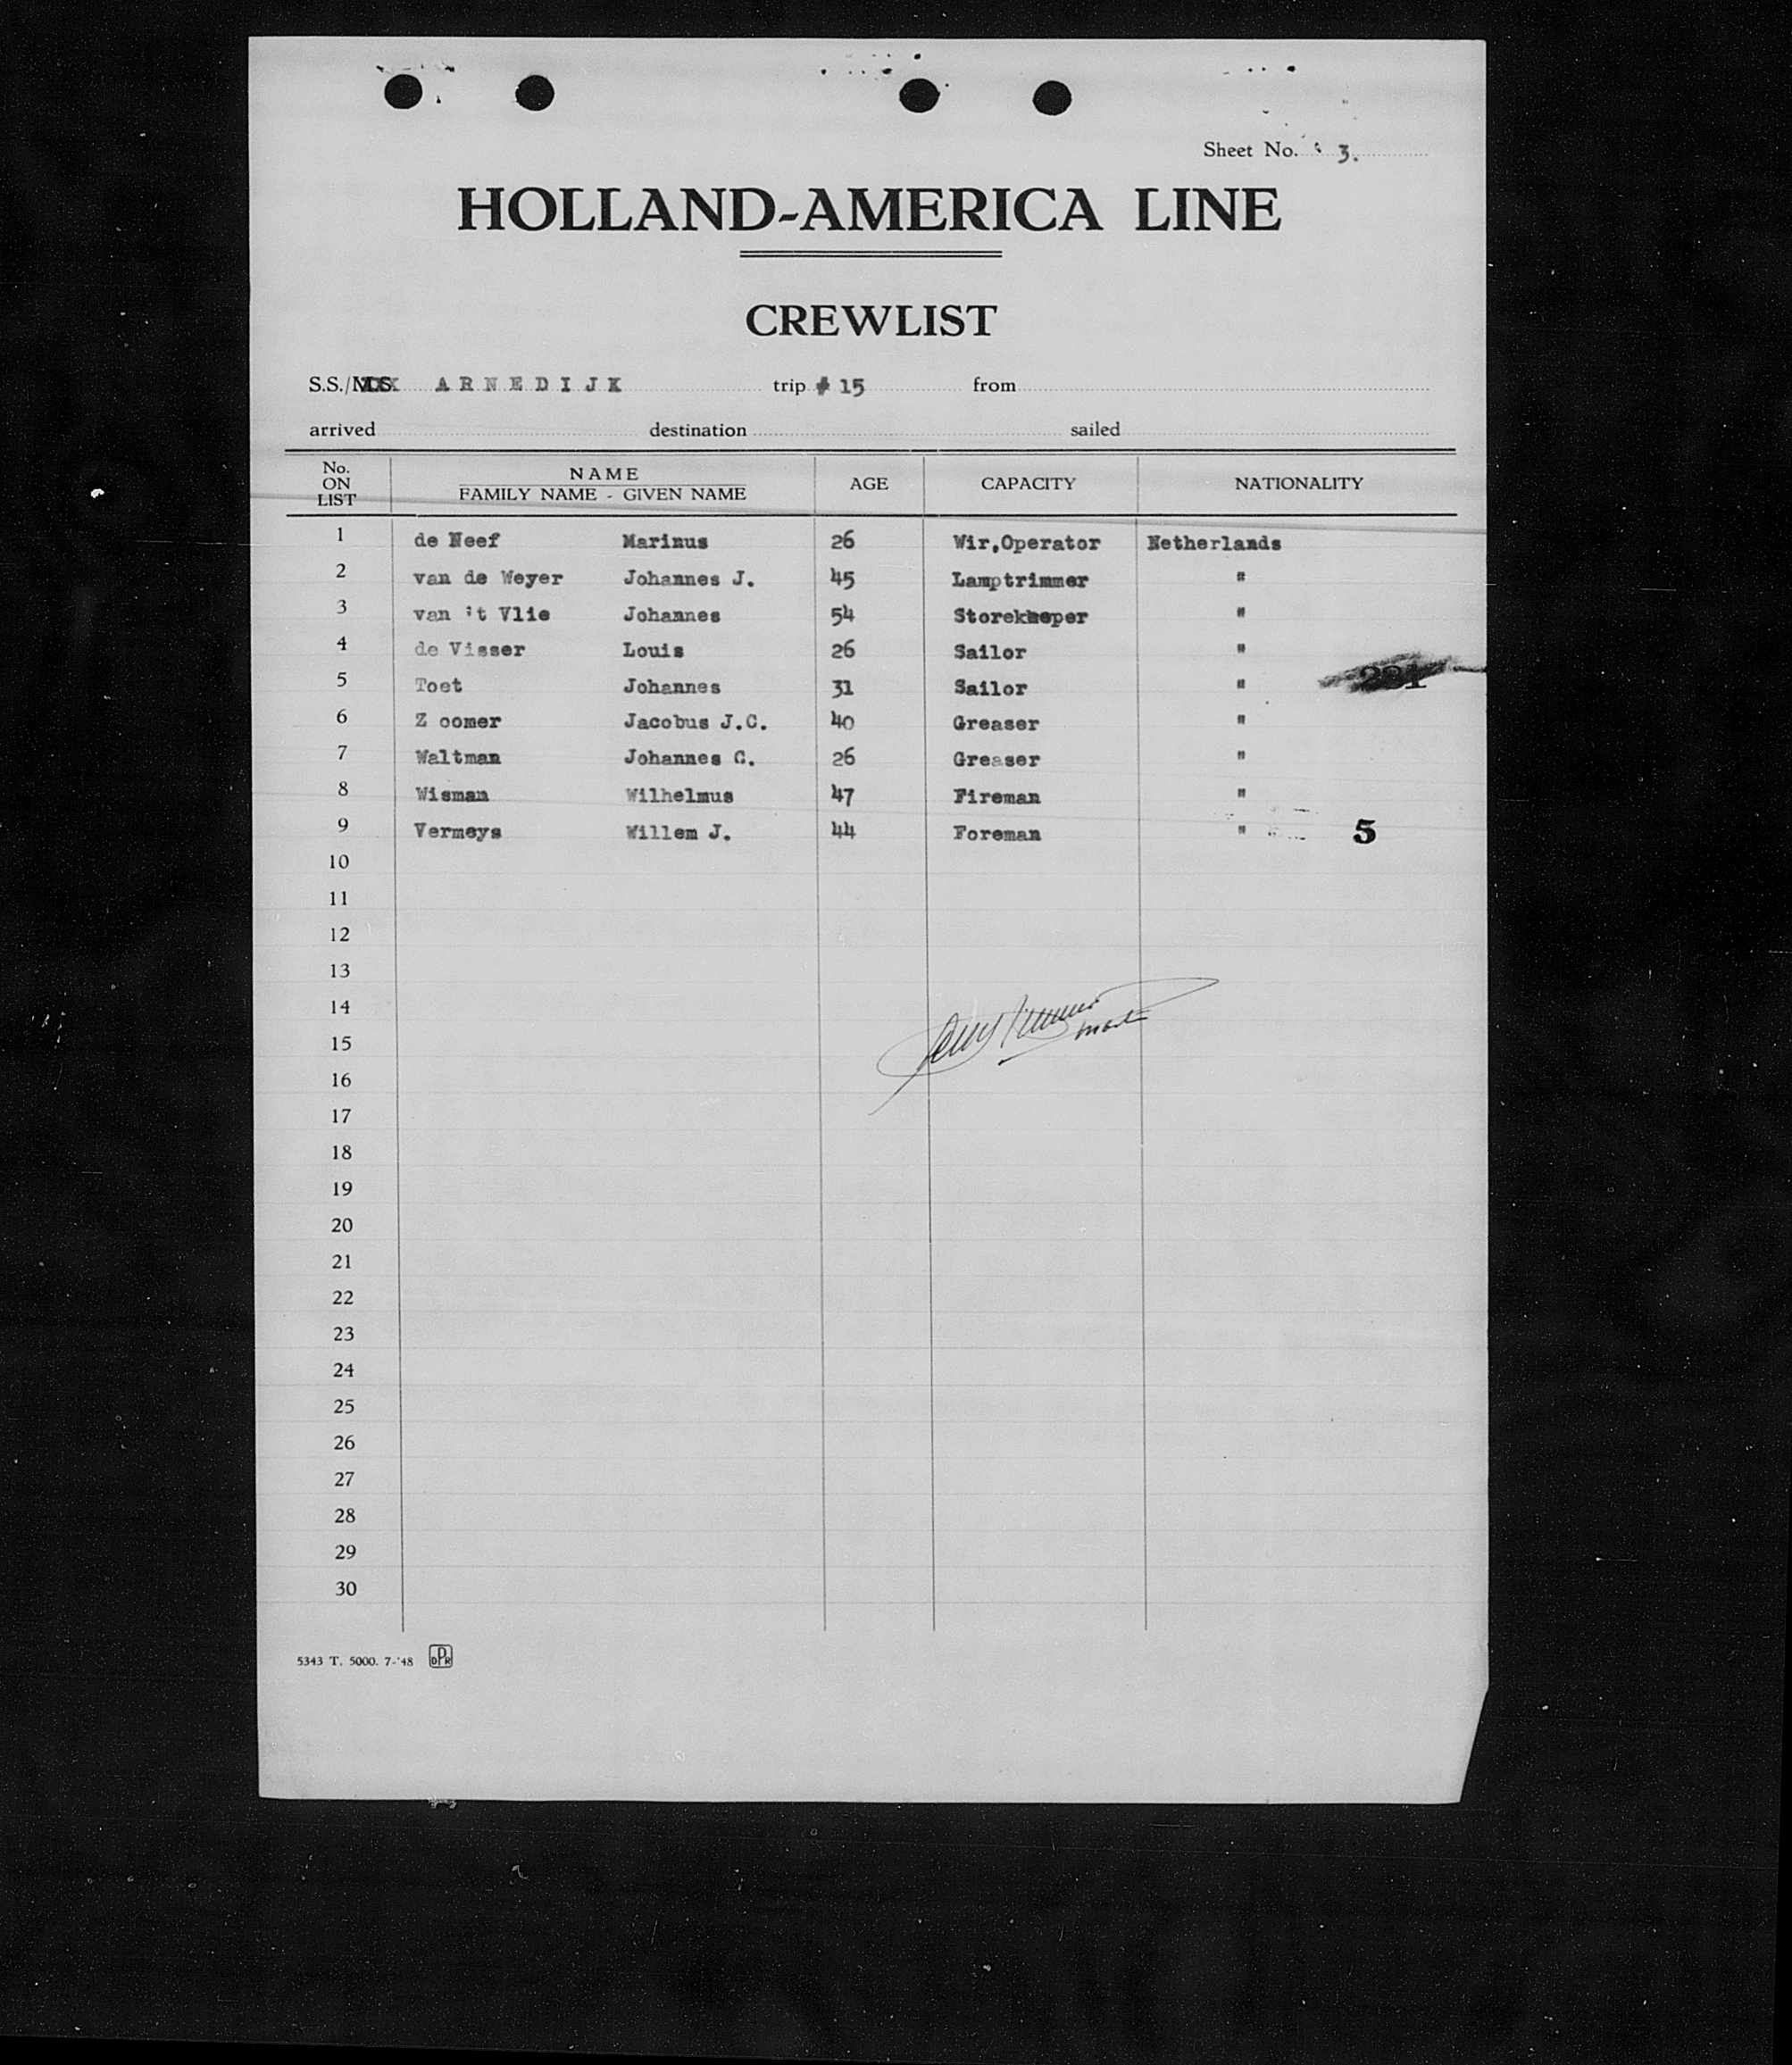 Sheet No. 3.
HOLLAND-AMERICA LINE
CREWLIST
S.S./M.S. ARNEDIJK trip # 15 from
arrived destination sailed
No. ON LIST NAME FAMILY NAME - GIVEN NAME AGE CAPACITY NATIONALITY
1 de Neef Marinus 26 Wir,Operator Netherlands
2 van de Weyer Johannes J. 45 Lamptrimmer "
3 van 't Vlie Johannes 54 Storekeeper "
4 de Visser Louis 26 Sailor "
5 Toet Johannes 31 Sailor "
6 Z oomer Jacobus J.C. 40 Greaser "
7 Waltman Johannes C. 26 Greaser "
8 Wisman Wilhelmus 47 Fireman "
9 Vermeys Willem J. 44 Foreman " 5
10
11
12
13
14
15
16
17
18
19
20
21
22
23
24
25
26
27
28
29
30
5343 T. 5000. 7-'48